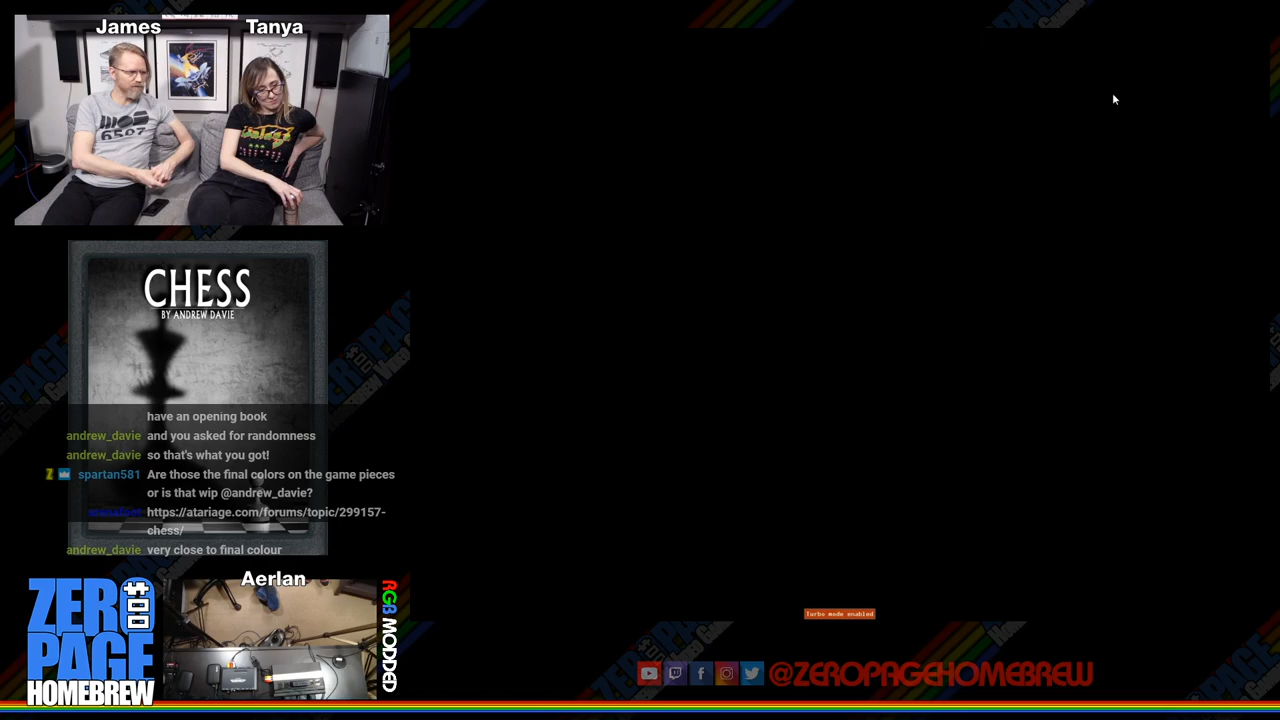 James
Tanya
CHESS
BY ANDREW DAVIE
have an opening book
andrew_davie and you asked for randomness
andrew_davie so that's what you got!
Z spartan581 Are those the final colors on the game pieces
or is that wip @andrew_davie?
https://atariage.com/forums/topic/299157-
chess/
andrew_davie very close to final colour
Aerlan
RGB MODDED
ZERO
PAGE
HOMEBREW
Turbo mode enabled
@ZEROPAGEHOMEBREW